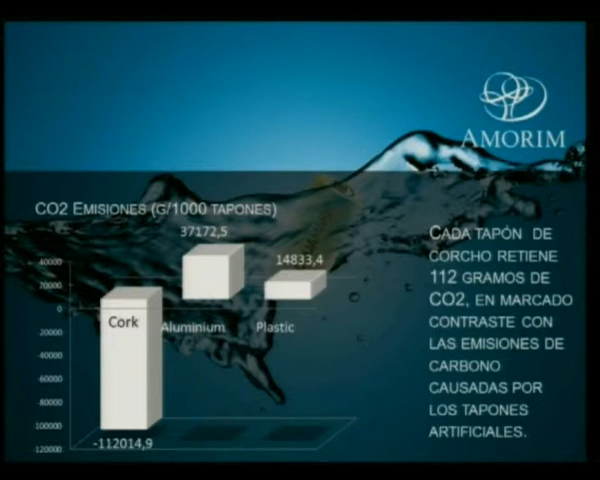 AMORIM
CO2 EMISIONES (G/1000 TAPONES)
37172,5
14833,4
40000
20000
0
20000
40000
60000
80000
100000
120000
Cork
Aluminium
Plastic
-112014,9
CADA TAPÓN DE
CORCHO RETIENE
112 GRAMOS DE
CO2, EN MARCADO
CONTRASTE CON
LAS EMISIONES DE
CARBONO
CAUSADAS POR
LOS TAPONES
ARTIFICIALES.